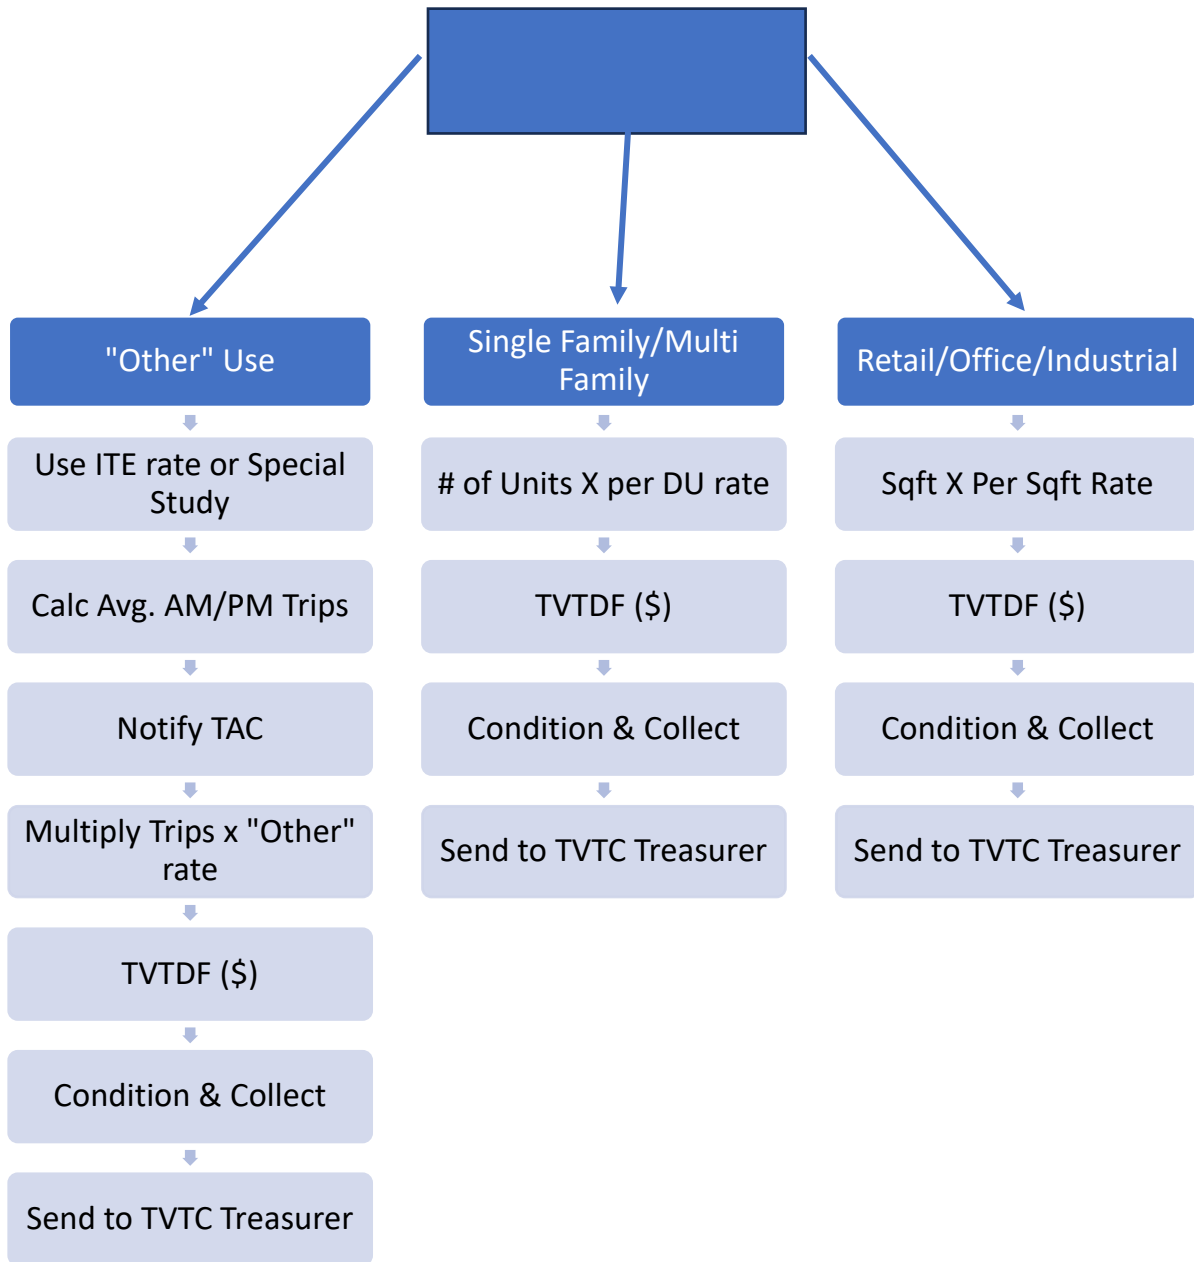 "Other" Use
Use ITE rate or Special
Study
Calc Avg. AM/PM Trips
Notify TAC
Multiply Trips x "Other"
rate
TVTDF ($)
Condition & Collect
Send to TVTC Treasurer
Single Family/Multi
Family
# of Units X per DU rate
TVTDF ($)
Condition & Collect
Send to TVTC Treasurer
Retail/Office/Industrial
Sqft X Per Sqft Rate
TVTDF ($)
Condition & Collect
Send to TVTC Treasurer